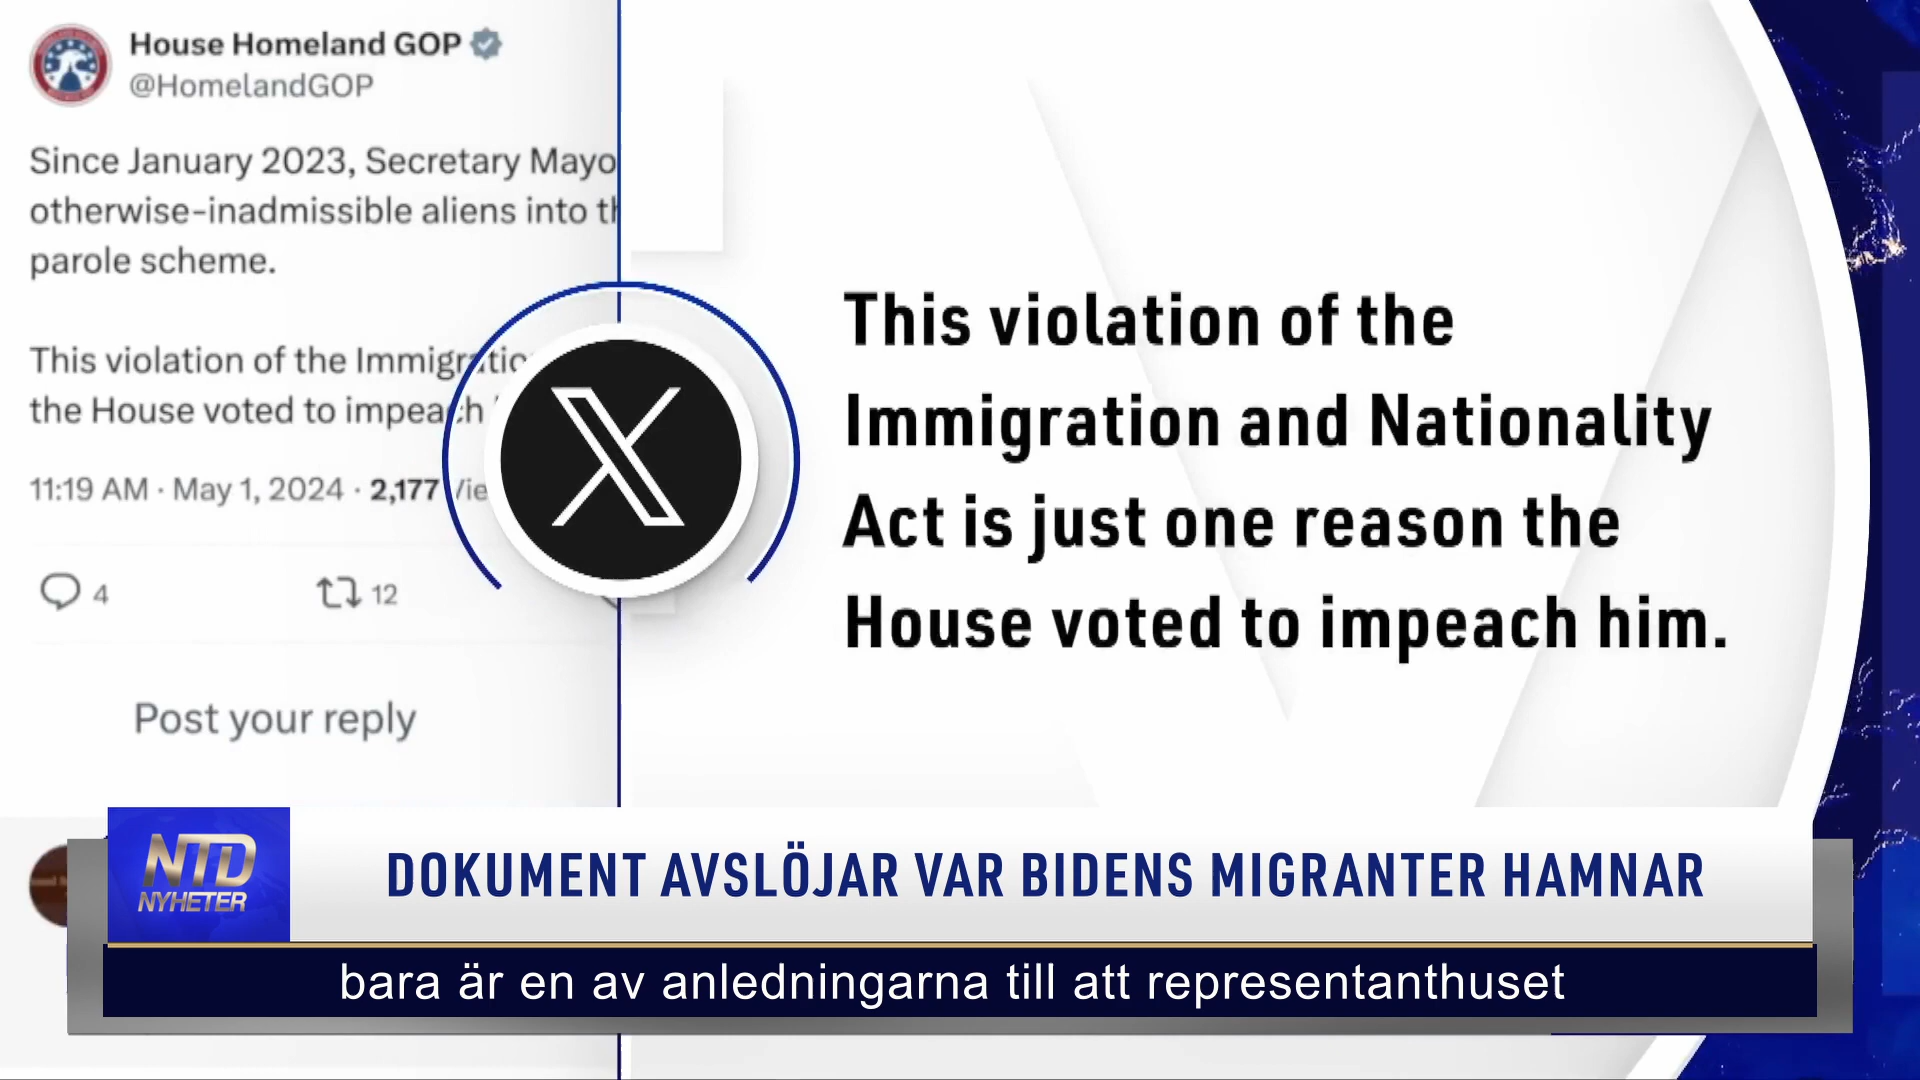 House Homeland GOP
@HomelandGOP
Since January 2023, Secretary
otherwise-inadmissible aliens into
parole scheme.
This violation of the
the House voted to impeach
11:19 AM · May 1, 2024 · 2,177
4
12
Post your reply
This violation of the
Immigration and Nationality
Act is just one reason the
House voted to impeach him.
NTD
NYHETER
DOKUMENT AVSLÖJAR VAR BIDENS MIGRANTER HAMNAR
bara är en av anledningarna till att representanthuset